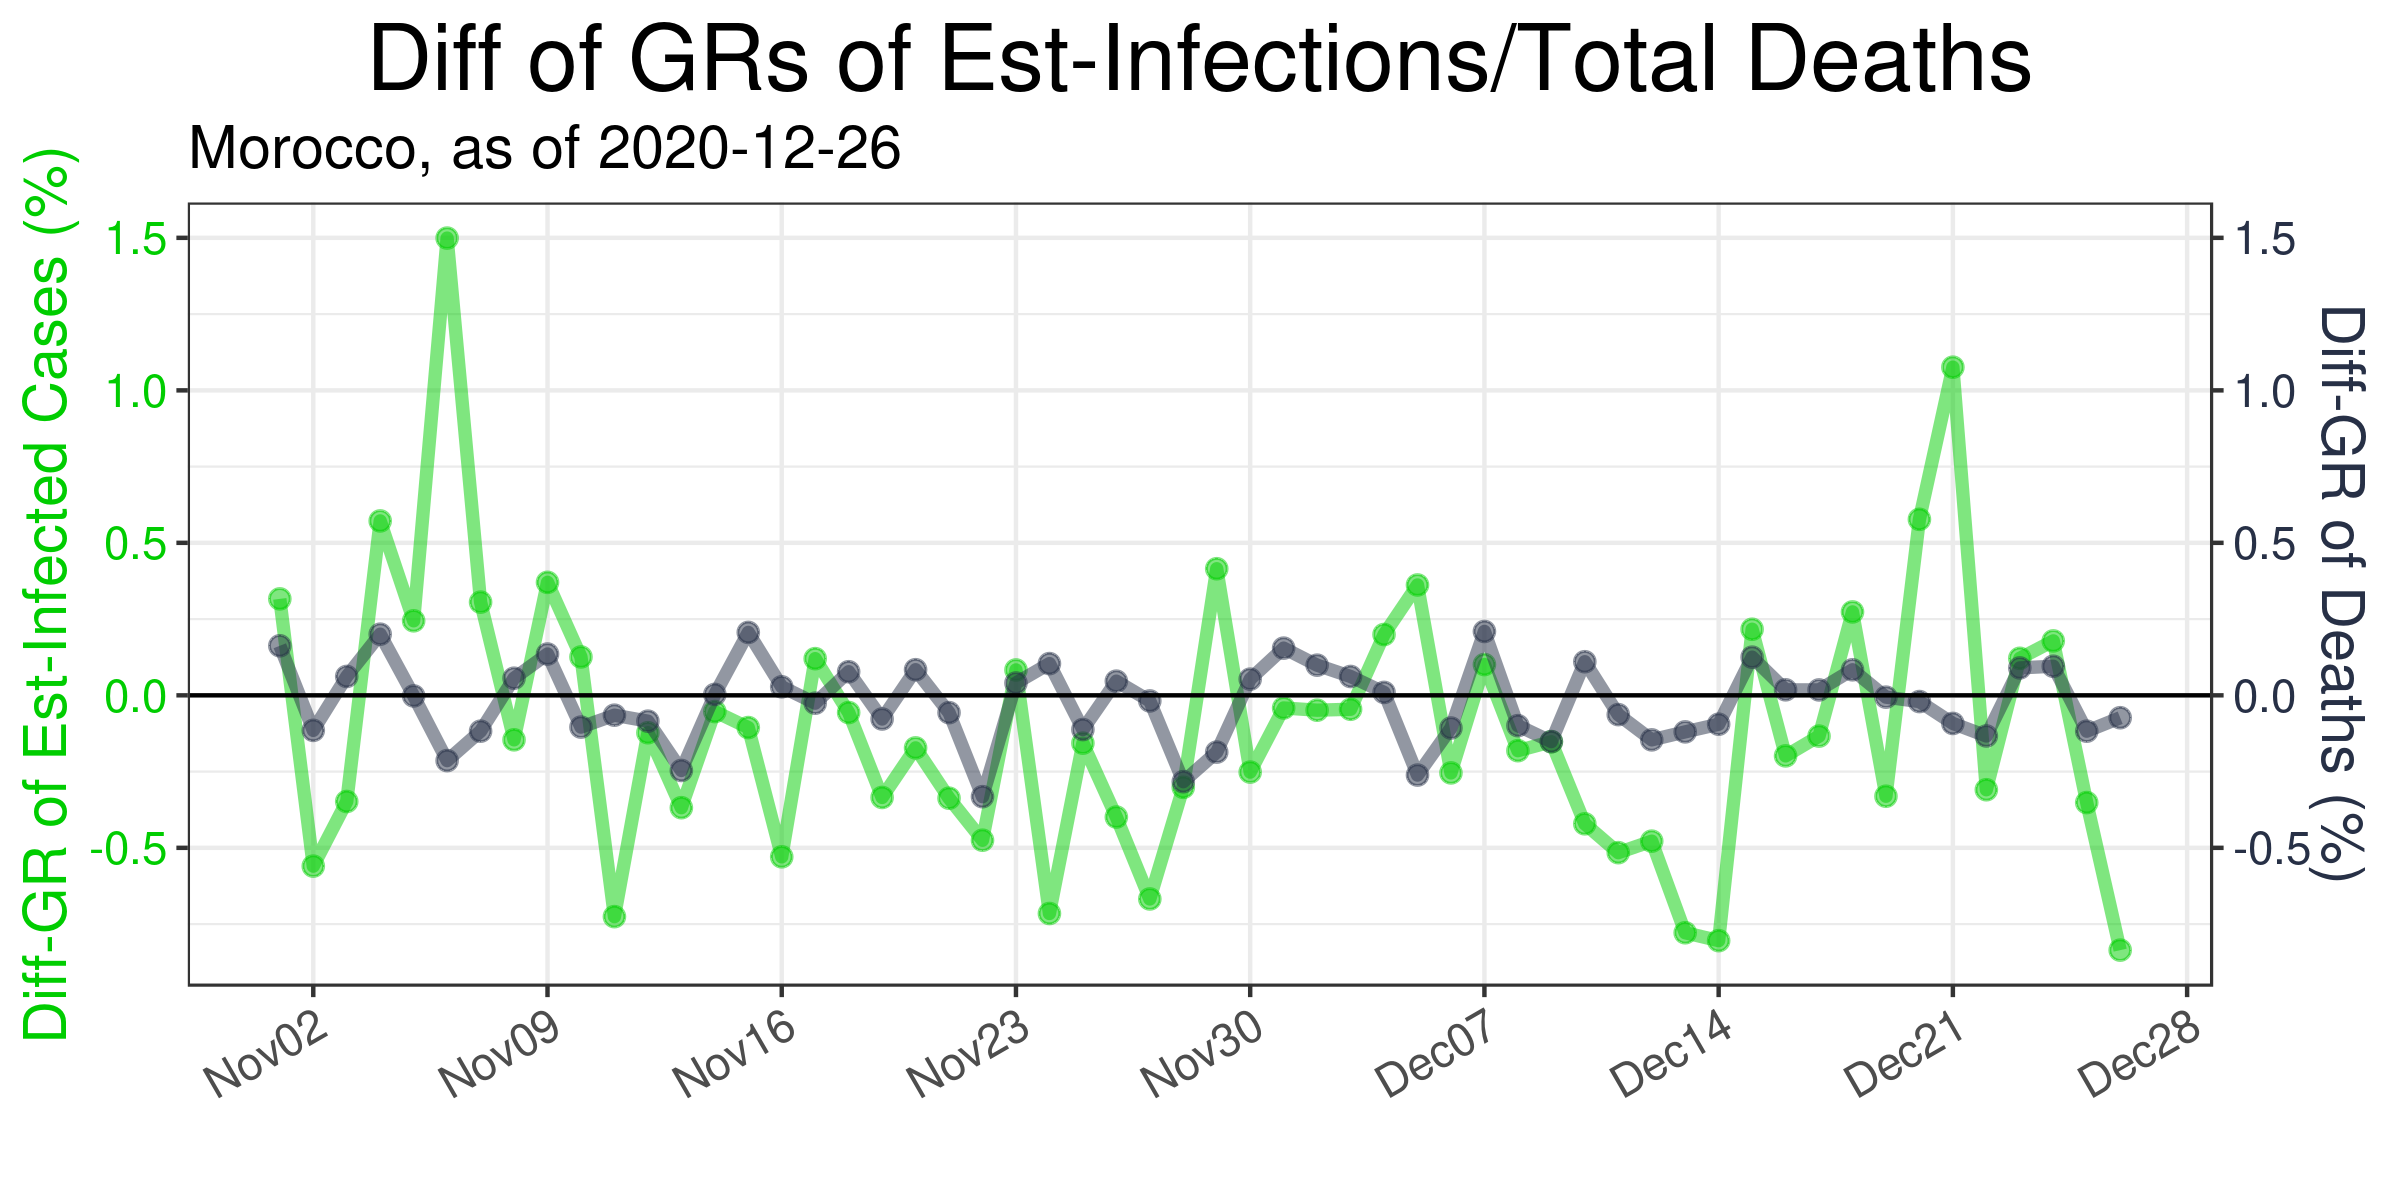 Diff of GRs of Est-Infections/Total Deaths
Morocco, as of 2020-12-26
Diff-GR of Est-Infected Cases (%)
1.5
1.0
0.5
0.0
-0.5
1.5
1.0
0.5
0.0
-0.5
Diff-GR of Deaths (%)
Nov02
Nov09
Nov16
Nov23
Nov30
Dec07
Dec14
Dec21
Dec28